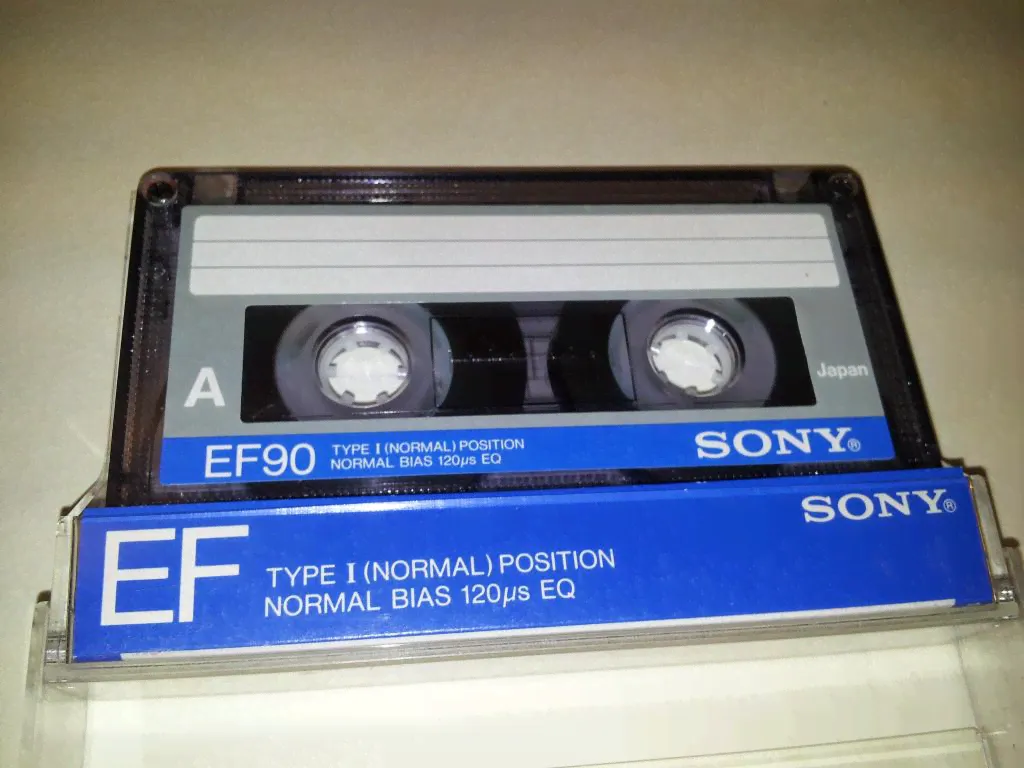 A
Japan
EF90
TYPE I (NORMAL) POSITION
NORMAL BIAS 120μs EQ
SONY®
EF
TYPE I (NORMAL) POSITION
NORMAL BIAS 120μs EQ
SONY®